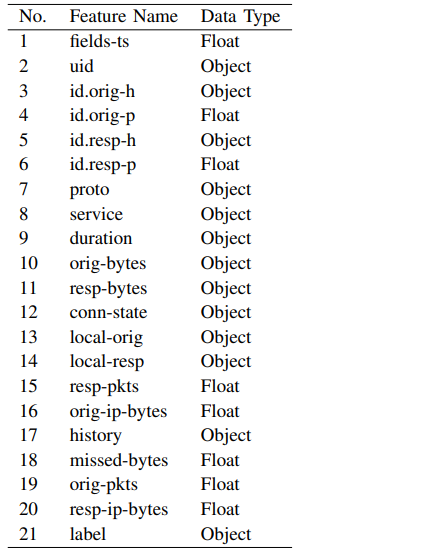 No. Feature Name Data Type
1 fields-ts Float
2 uid Object
3 id.orig-h Object
4 id.orig-p Float
5 id.resp-h Object
6 id.resp-p Float
7 proto Object
8 service Object
9 duration Object
10 orig-bytes Object
11 resp-bytes Object
12 conn-state Object
13 local-orig Object
14 local-resp Object
15 resp-pkts Float
16 orig-ip-bytes Float
17 history Object
18 missed-bytes Float
19 orig-pkts Float
20 resp-ip-bytes Float
21 label Object